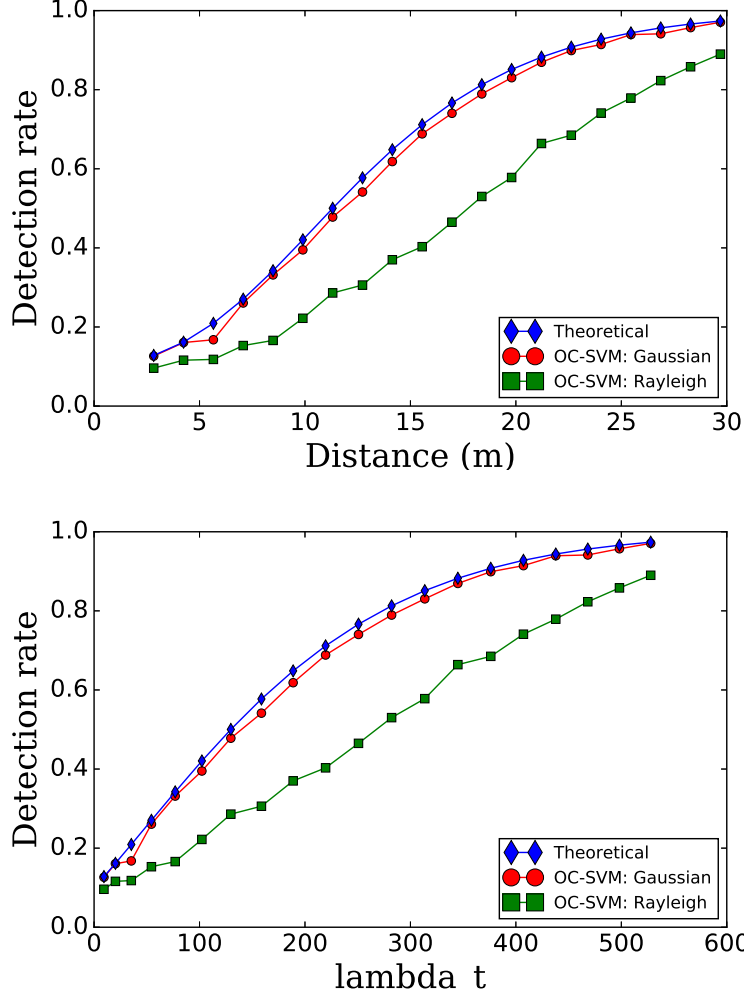 1.0
0.8
0.6
0.4
0.2
0.0
Detection rate
Theoretical
OC-SVM: Gaussian
OC-SVM: Rayleigh
0 5 10 15 20 25 30
Distance (m)
1.0
0.8
0.6
0.4
0.2
0.0
Detection rate
Theoretical
OC-SVM: Gaussian
OC-SVM: Rayleigh
0 100 200 300 400 500 600
lambda_t